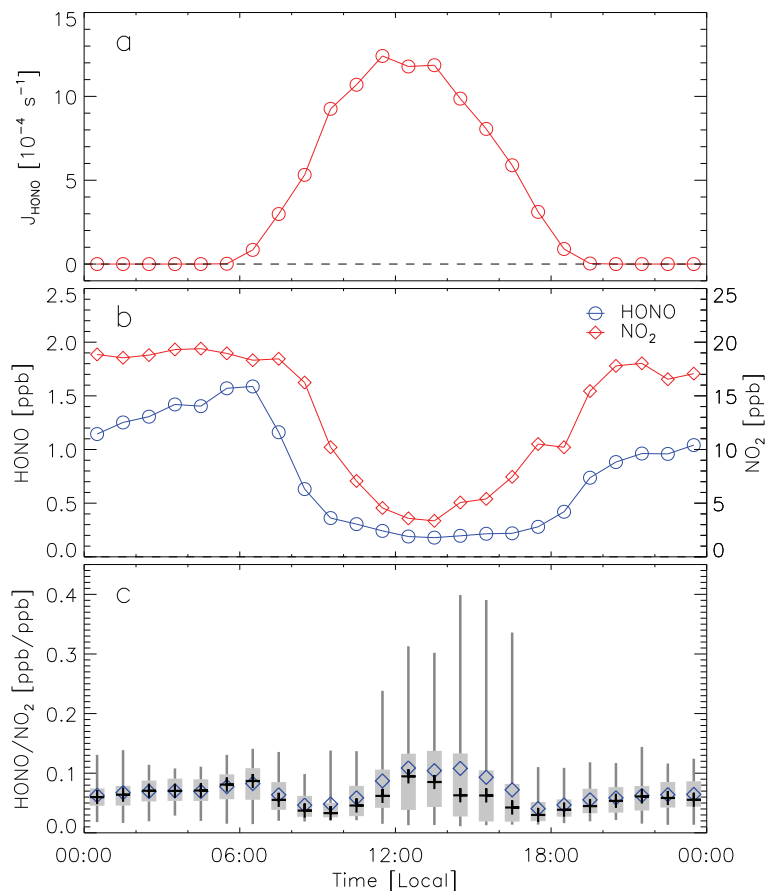 a
15
10
5
0
J_HONO [10⁻⁴ s⁻¹]
b
HONO
NO₂
2.5
2.0
1.5
1.0
0.5
0.0
HONO [ppb]
25
20
15
10
5
0
NO₂ [ppb]
c
0.4
0.3
0.2
0.1
0.0
HONO/NO₂ [ppb/ppb]
00:00 06:00 12:00 18:00 00:00
Time [Local]